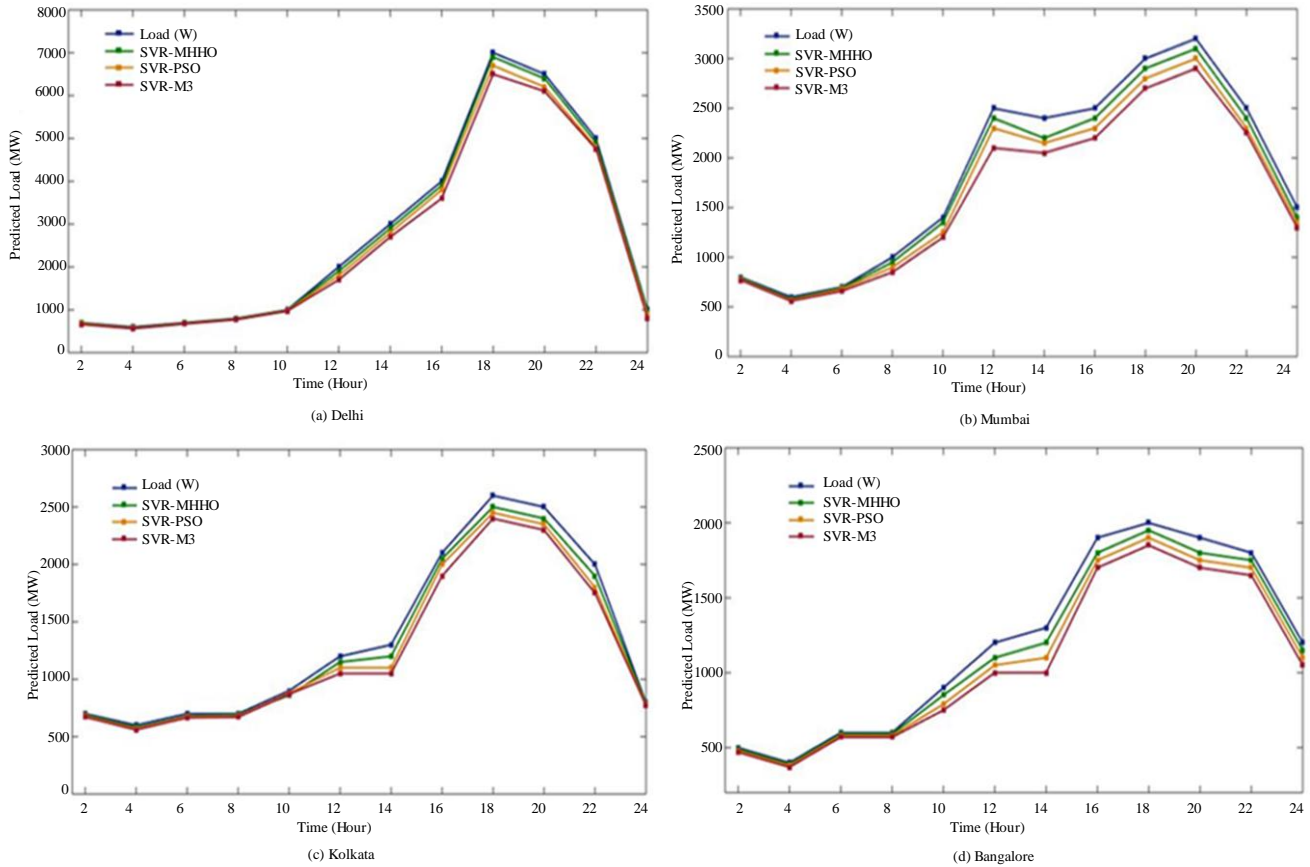 8000
7000
6000
5000
4000
3000
2000
1000
0
Predicted Load (MW)
Load (W)
SVR-MHHO
SVR-PSO
SVR-M3
2 4 6 8 10 12 14 16 18 20 22 24
Time (Hour)
(a) Delhi
3500
3000
2500
2000
1500
1000
500
0
Predicted Load (MW)
Load (W)
SVR-MHHO
SVR-PSO
SVR-M3
2 4 6 8 10 12 14 16 18 20 22 24
Time (Hour)
(b) Mumbai
3000
2500
2000
1500
1000
500
0
Predicted Load (MW)
Load (W)
SVR-MHHO
SVR-PSO
SVR-M3
2 4 6 8 10 12 14 16 18 20 22 24
Time (Hour)
(c) Kolkata
2500
2000
1500
1000
500
Predicted Load (MW)
Load (W)
SVR-MHHO
SVR-PSO
SVR-M3
2 4 6 8 10 12 14 16 18 20 22 24
Time (Hour)
(d) Bangalore